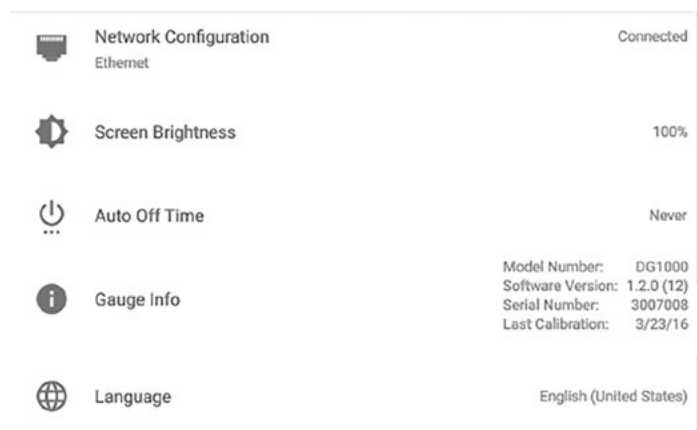 Network Configuration
Connected
Ethernet
Screen Brightness
100%
Auto Off Time
Never
Gauge Info
Model Number: DG1000
Software Version: 1.2.0 (12)
Serial Number: 3007008
Last Calibration: 3/23/16
Language
English (United States)